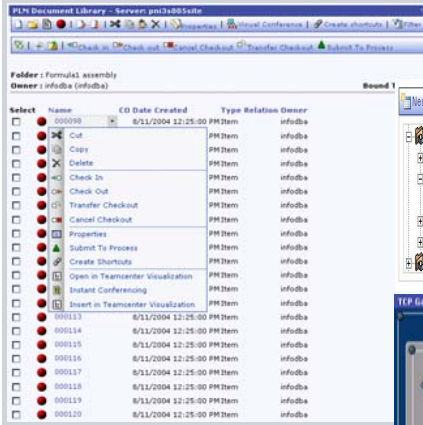 PLM Document Library - Server: pni3s005site
Properties | Visual Conference | Create shortcuts | Filter
Check in Check out Cancel Checkout Transfer Checkout Submit To Process
Folder : Formula1 assembly
Owner : infodba (infodba)
Bound T
Select Name CO Date Created Type Relation Owner
000098 8/11/2004 12:25:00 PM Item infodba
Cut PM Item infodba
Copy PM Item infodba
Delete PM Item infodba
Check In PM Item infodba
Check Out PM Item infodba
Transfer Checkout PM Item infodba
Cancel Checkout PM Item infodba
Properties PM Item infodba
Submit To Process PM Item infodba
Create Shortcuts PM Item infodba
Open in Teamcenter Visualization PM Item infodba
Instant Conferencing PM Item infodba
Insert in Teamcenter Visualization PM Item infodba
000113 8/11/2004 12:25:00 PM Item infodba
000114 8/11/2004 12:25:00 PM Item infodba
000115 8/11/2004 12:25:00 PM Item infodba
000116 8/11/2004 12:25:00 PM Item infodba
000117 8/11/2004 12:25:00 PM Item infodba
000118 8/11/2004 12:25:00 PM Item infodba
000119 8/11/2004 12:25:00 PM Item infodba
000120 8/11/2004 12:25:00 PM Item infodba
TCP Ga